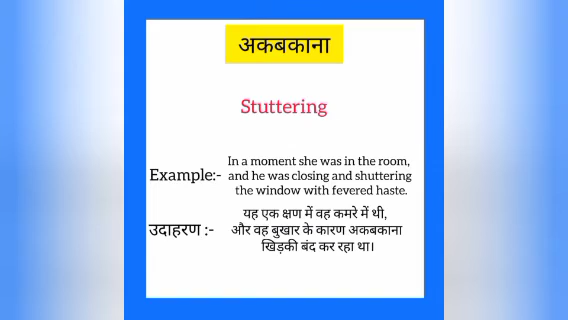 अकबकाना
Stuttering
Example:- In a moment she was in the room,
and he was closing and shuttering
the window with fevered haste.
उदाहरण :- यह एक क्षण में वह कमरे में थी,
और वह बुखार के कारण अकबकाना
खिड़की बंद कर रहा था।